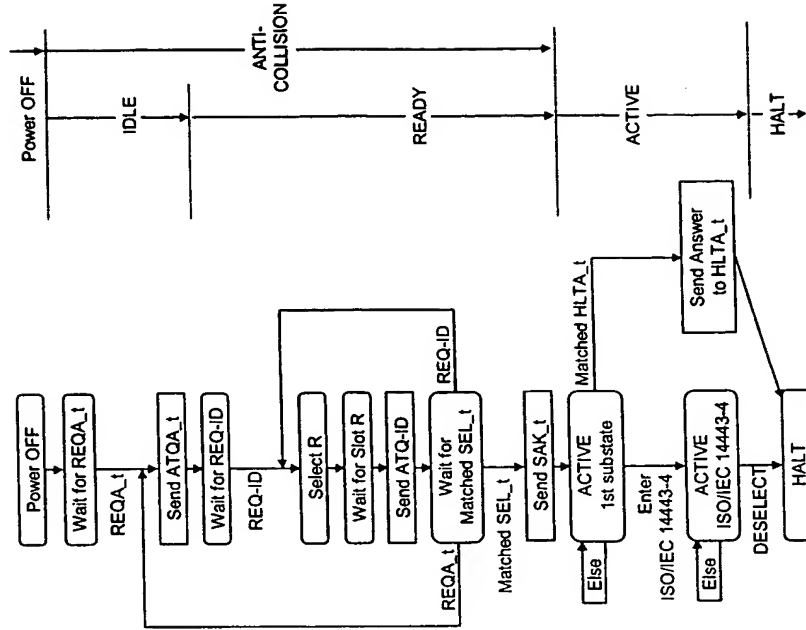 Power OFF
Wait for REQA_t
REQA_t
Send ATQA_t
Wait for REQ-ID
REQ-ID
Select R
Wait for Slot R
Send ATQ-ID
Wait for
Matched SEL_t
REQA_t
REQ-ID
Matched SEL_t
Send SAK_t
ACTIVE
1st substate
Else
Matched HLTA_t
Send Answer
to HLTA_t
Enter
ISO/IEC 14443-4
ACTIVE
ISO/IEC 14443-4
Else
DESELECT
HALT
Power OFF
IDLE
READY
ANTI-
COLLISION
ACTIVE
HALT